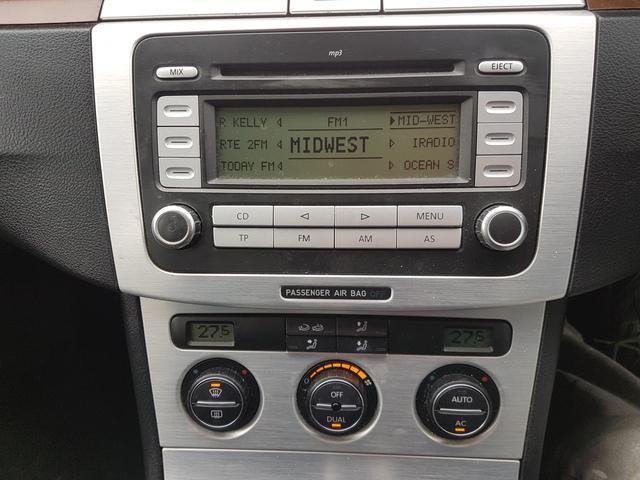 mp3
MIX
EJECT
R KELLY FM1 MID-WEST
RTE 2FM MIDWEST IRADIO
TODAY FM OCEAN S
CD MENU
TP FM AM AS
PASSENGER AIR BAG OFF
27.5 27.5
OFF
DUAL
AUTO
AC